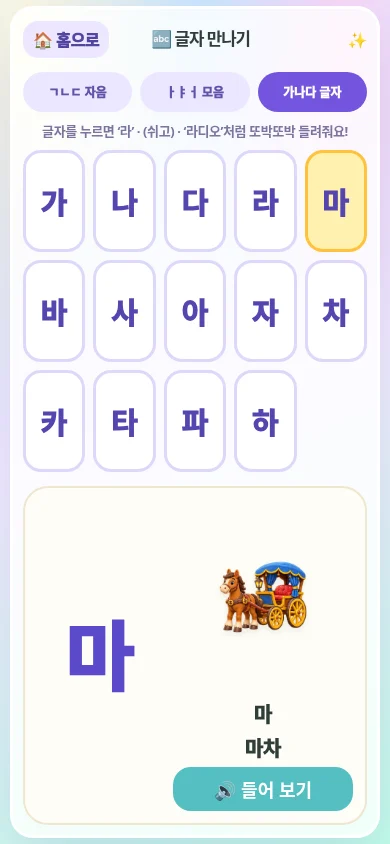 🏠 홈으로 🔤 글자 만나기 ✨
ㄱㄴㄷ 자음 ㅏㅑㅓ 모음 가나다 글자
글자를 누르면 ‘라’ · (쉬고) · ‘라디오’처럼 또박또박 들려줘요!
가 나 다 라 마
바 사 아 자 차
카 타 파 하
마
마
마차
🔊 들어 보기